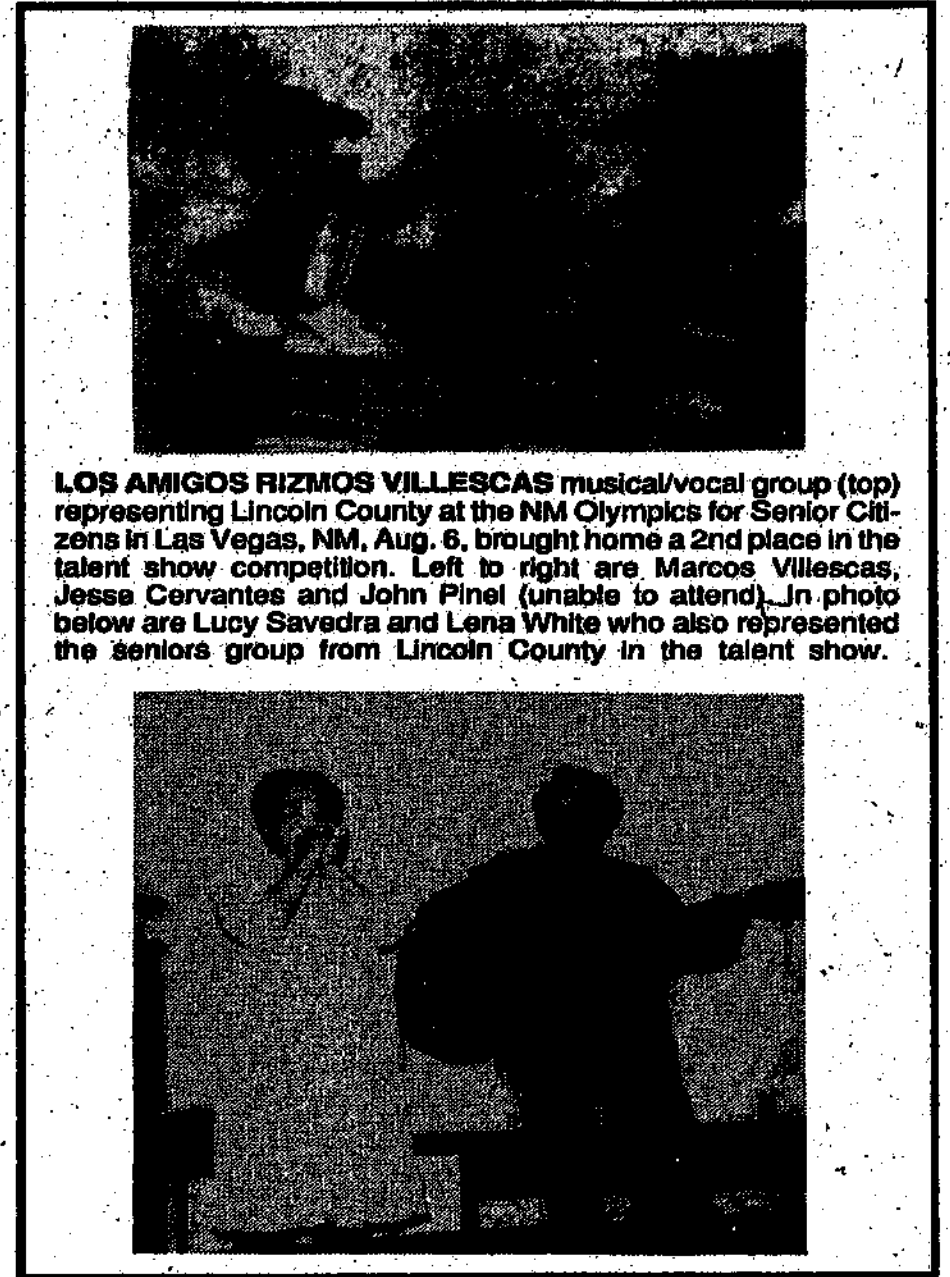 LOS AMIGOS RIZMOS VILLESCAS musical/vocal group (top)
representing Lincoln County at the NM Olympics for Senior Citi-
zens in Las Vegas, NM, Aug. 6, brought home a 2nd place in the
talent show competition. Left to right are Marcos Villescas,
Jesse Cervantes and John Pinel (unable to attend). In photo
below are Lucy Savedra and Lena White who also represented
the seniors group from Lincoln County in the talent show.